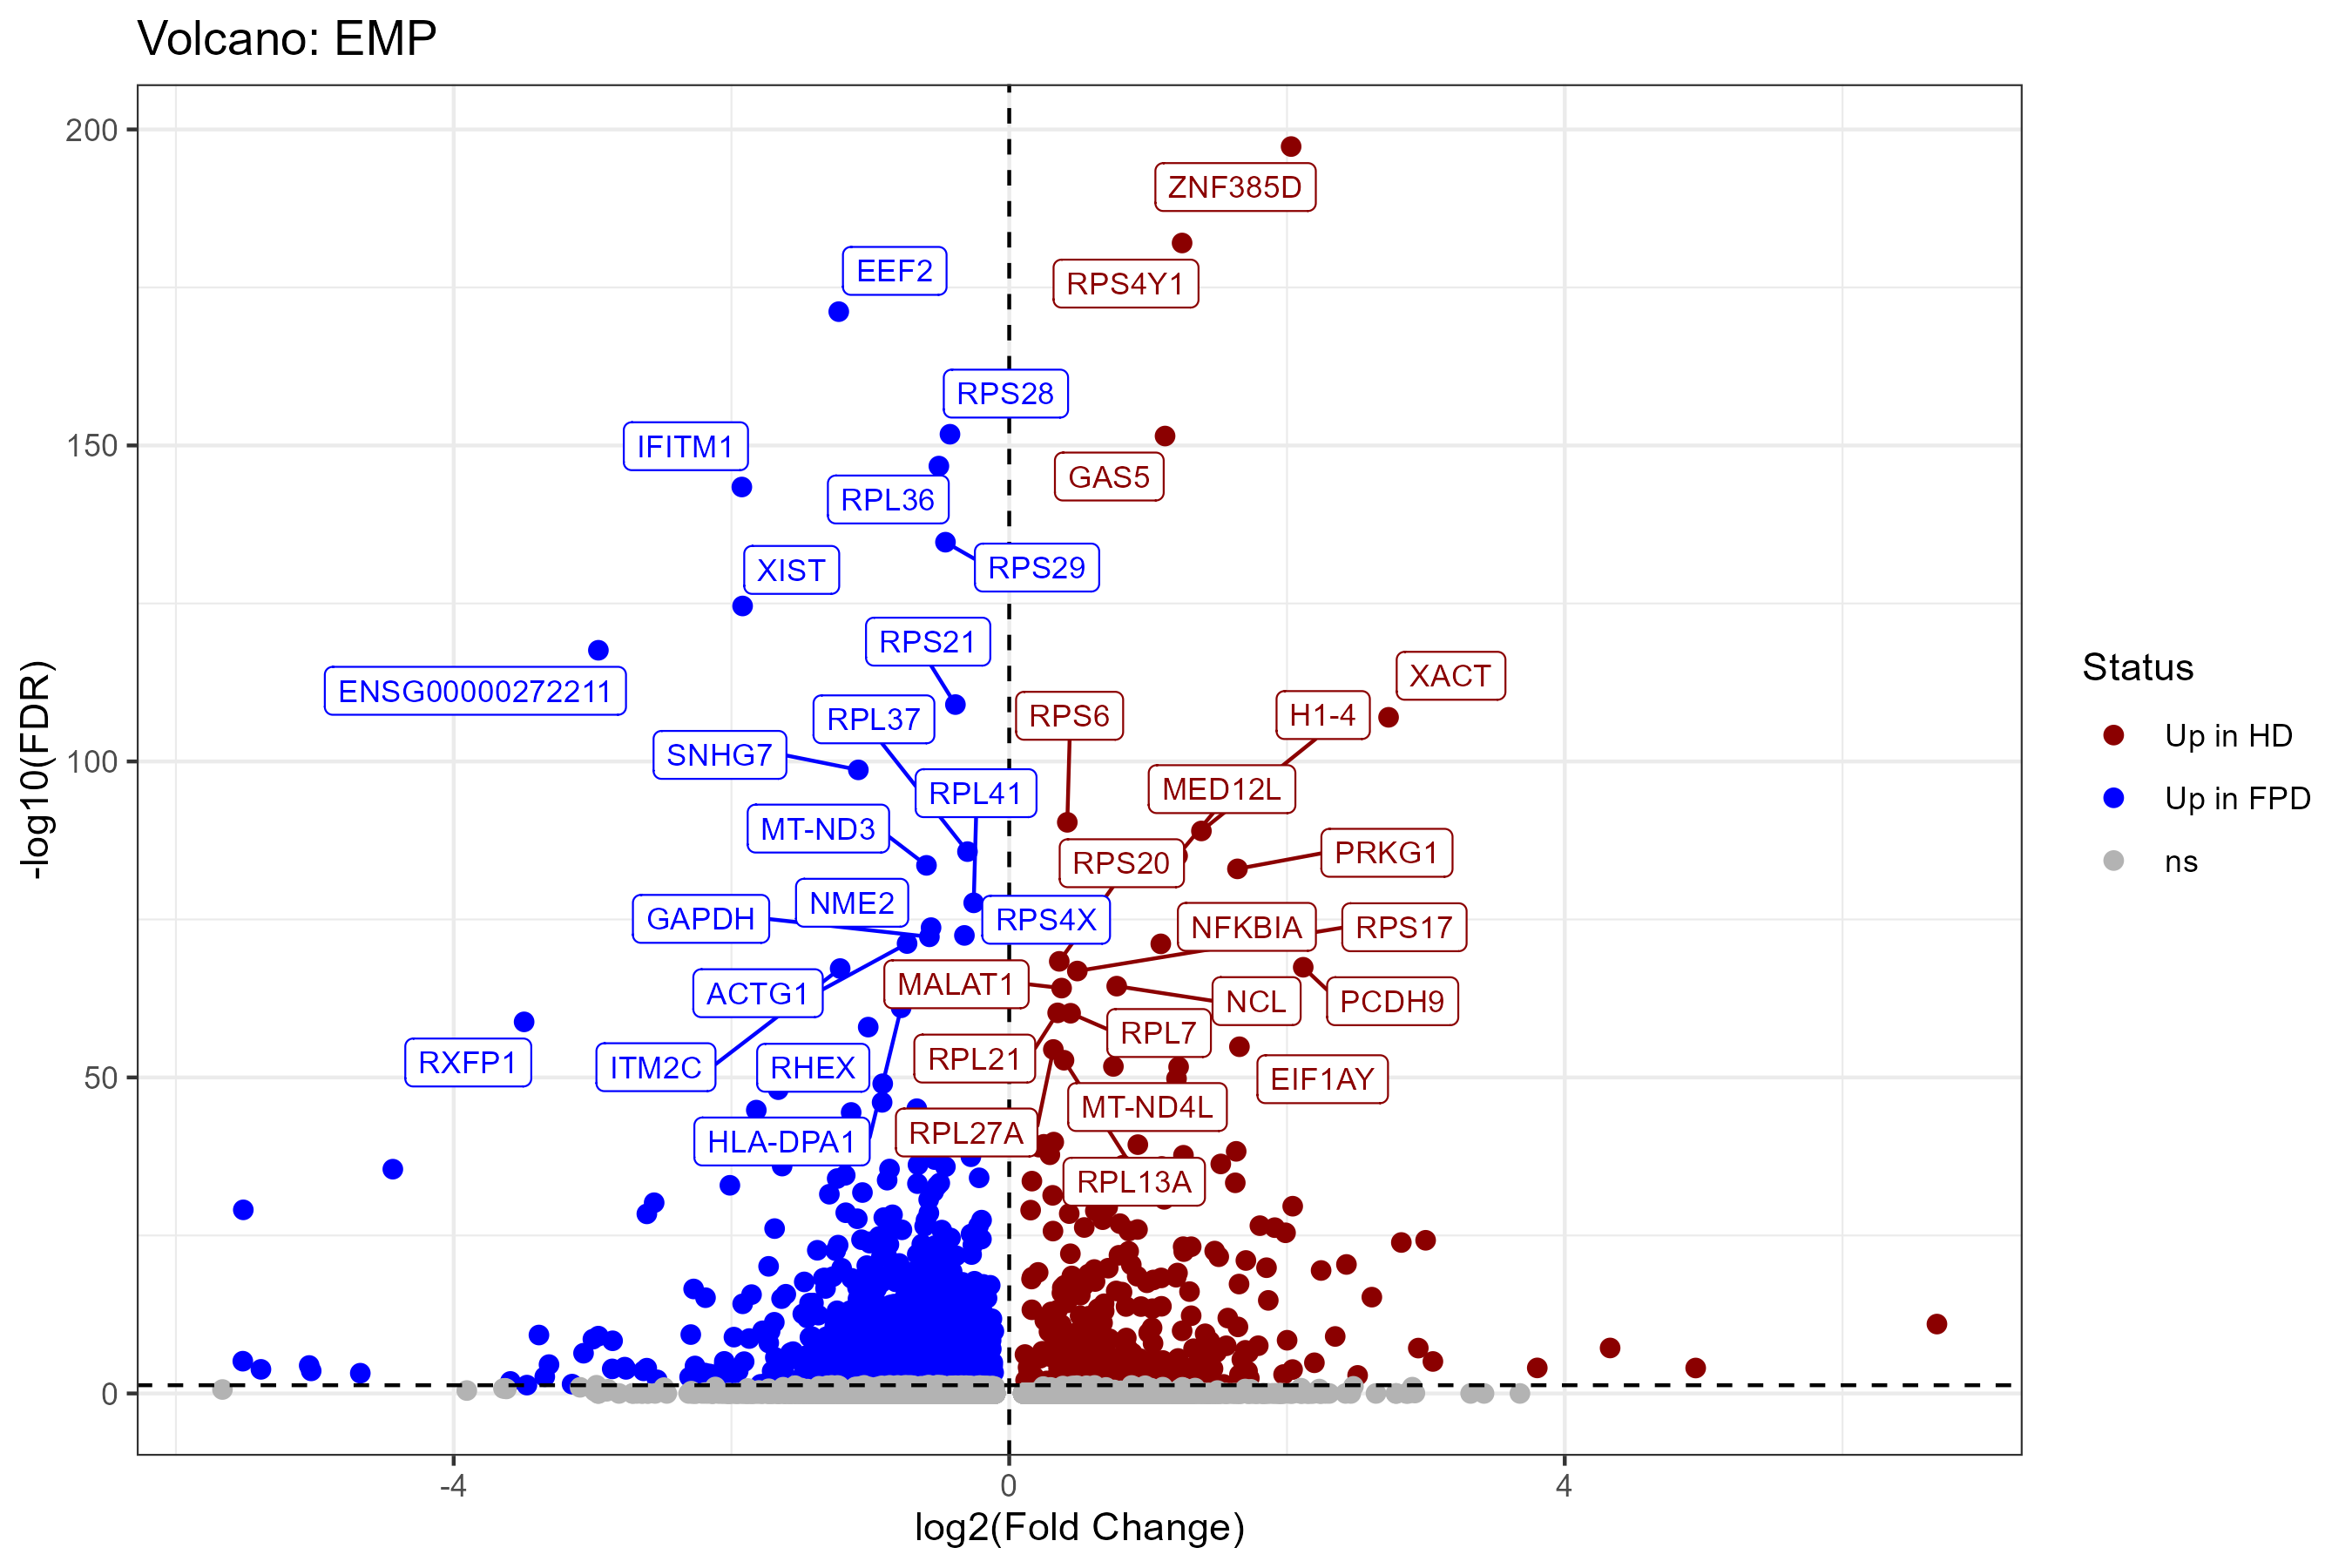 Volcano: EMP
200
ZNF385D
EEF2
RPS4Y1
RPS28
IFITM1
150
GAS5
RPL36
RPS29
XIST
RPS21
XACT
ENSG00000272211
RPL37
RPS6
H1-4
SNHG7
100
RPL41
MED12L
MT-ND3
RPS20
PRKG1
NME2
GAPDH
RPS4X
NFKBIA
RPS17
ACTG1
MALAT1
NCL
PCDH9
RPL7
RXFP1
ITM2C
RHEX
RPL21
50
EIF1AY
MT-ND4L
HLA-DPA1
RPL27A
RPL13A
0
-4
0
4
log2(Fold Change)
-log10(FDR)
Status
Up in HD
Up in FPD
ns